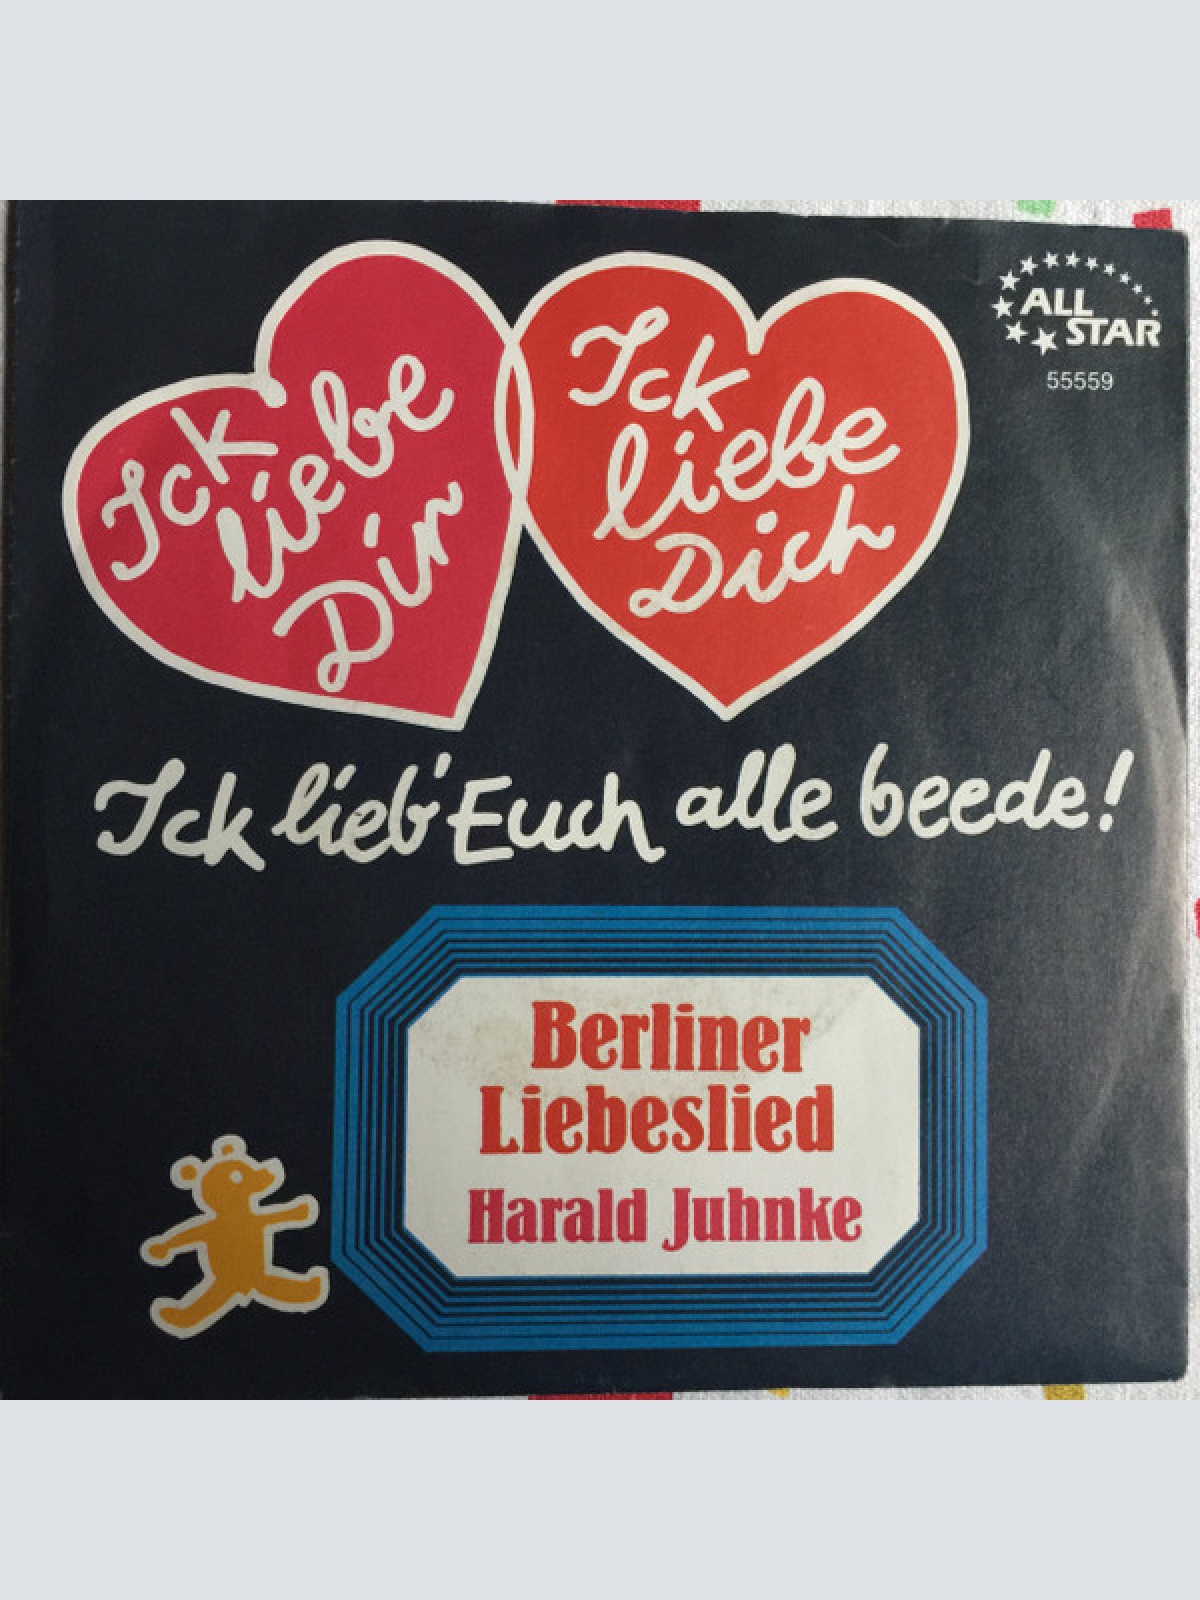 Ick
liebe
Dir
Ick
liebe
Dich
ALL
STAR
55559
Ick lieb' Euch alle beede!
Berliner
Liebeslied
Harald Juhnke